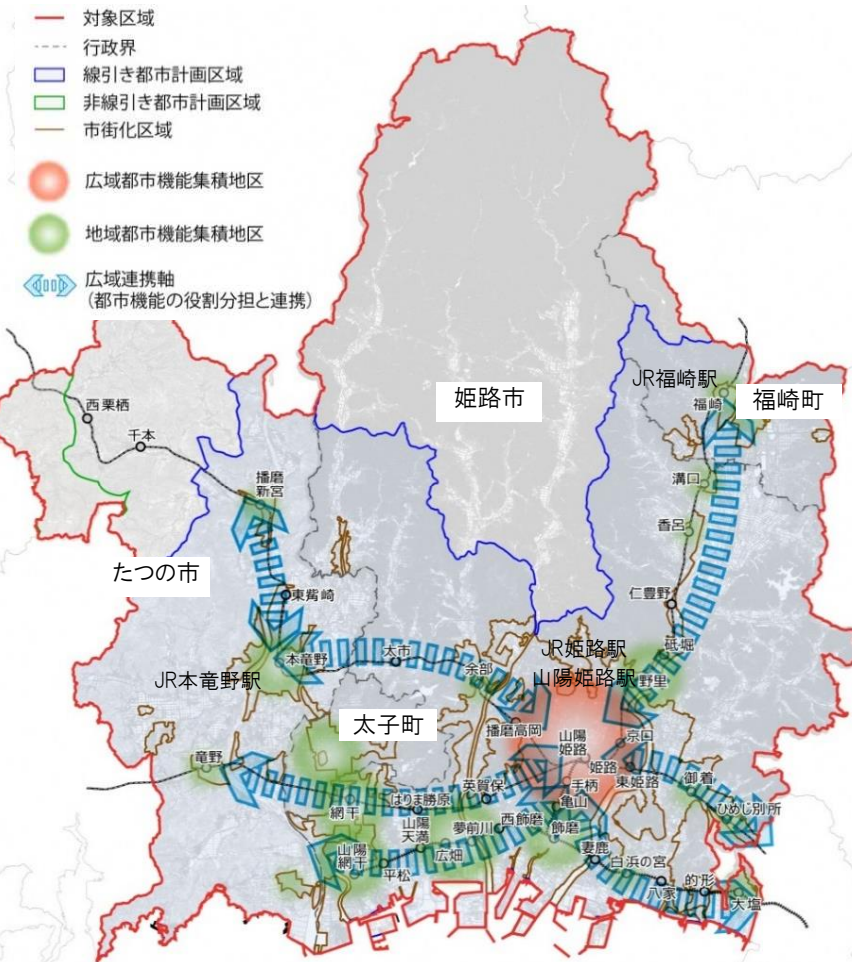 対象区域
行政界
線引き都市計画区域
非線引き都市計画区域
市街化区域
広域都市機能集積地区
地域都市機能集積地区
広域連携軸
(都市機能の役割分担と連携)
西栗栖
千本
播磨
新宮
東觜崎
たつの市
本竜野
JR本竜野駅
太市
余部
太子町
竜野
網干
はりま勝原
英賀保
山陽
網干
平松
山陽
天満
広畑
夢前川
西飾磨
飾磨
姫路市
JR福崎駅
福崎
福崎町
溝口
香呂
仁豊野
砥堀
野里
JR姫路駅
山陽姫路駅
播磨高岡
山陽
姫路
京口
姫路
東姫路
手柄
亀山
御着
ひめじ別所
妻鹿
白浜の宮
八家
的形
大塩